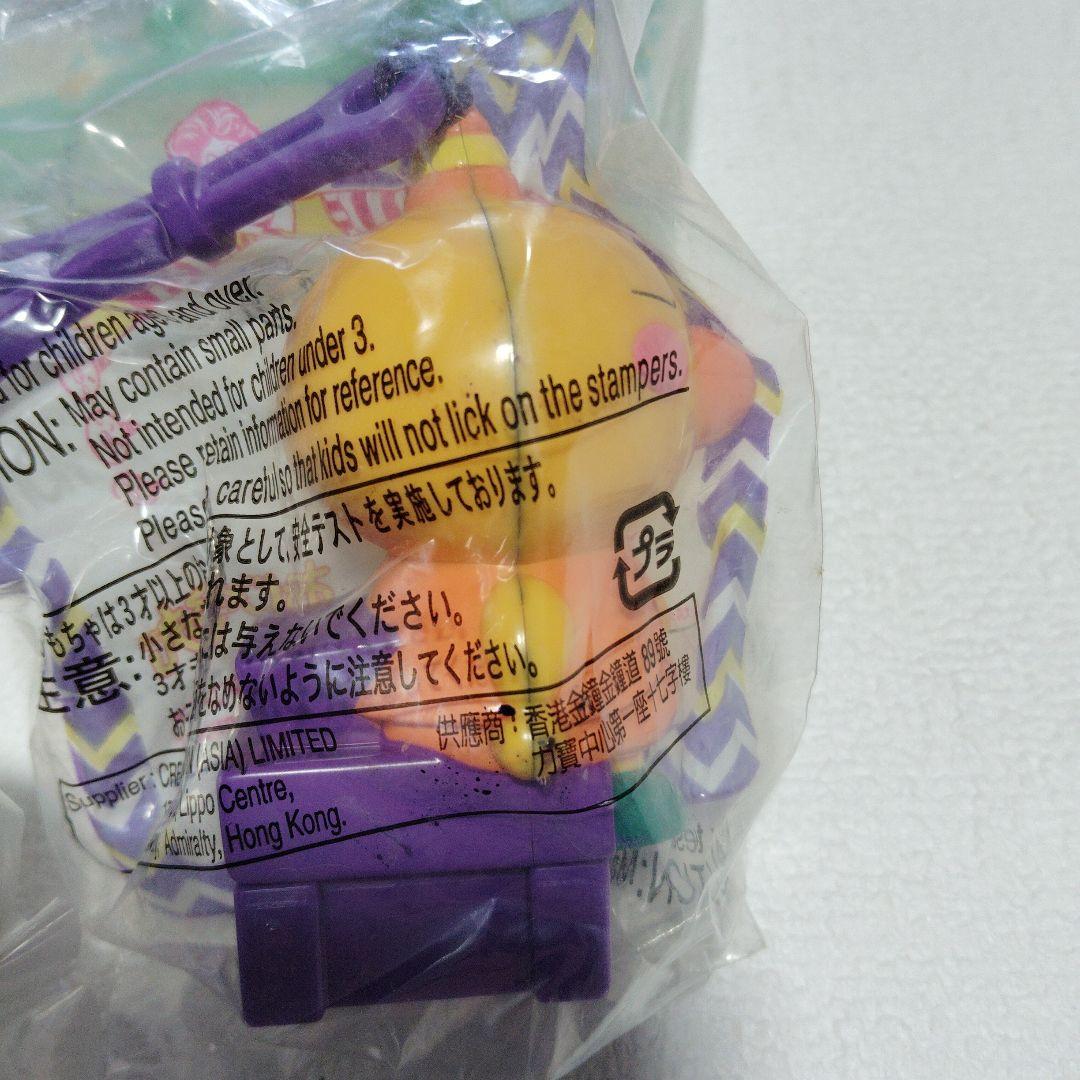 for children age and over.
ION: May contain small parts.
Not intended for children under 3.
Please retain information for reference.
Please careful so that kids will not lick on the stampers.
もちゃは3才以上の 象として、安全テストを実施しております。
注意: 小さな れます。
3才 には与えないでください。
お をなめないように注意してください。
プラ
Supplier: (ASIA) LIMITED
Lippo Centre,
Admiralty, Hong Kong.
供應商:香港金鐘金鐘道 89號
力寶中心第一座十七字樓